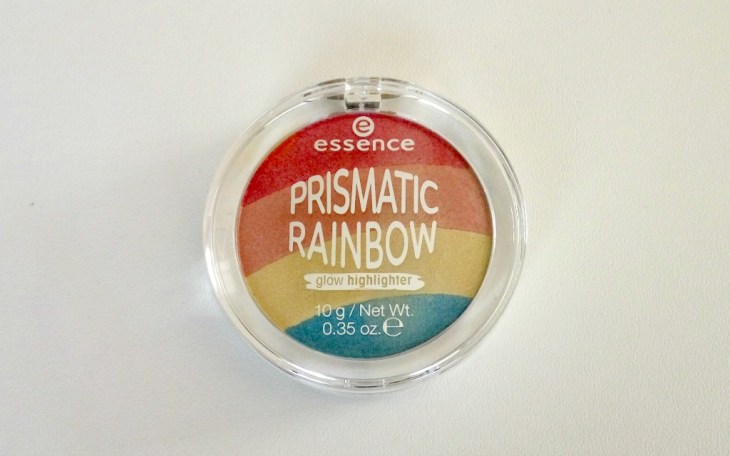 e
essence
PRISMATIC
RAINBOW
glow highlighter
10 g / Net Wt.
0.35 oz. ℮